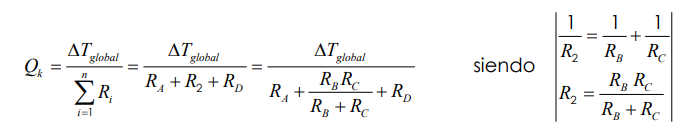 Q_k = ΔT_global / ∑_{i=1}^{n} R_i = ΔT_global / (R_A + R_2 + R_D) = ΔT_global / (R_A + (R_B R_C)/(R_B + R_C) + R_D) siendo | 1/R_2 = 1/R_B + 1/R_C
R_2 = (R_B R_C)/(R_B + R_C)